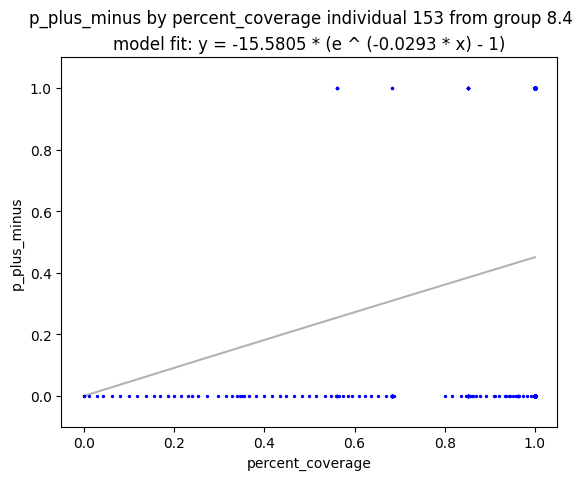 p_plus_minus by percent_coverage individual 153 from group 8.4
model fit: y = -15.5805 * (e ^ (-0.0293 * x) - 1)
1.0
0.8
0.6
0.4
0.2
0.0
p_plus_minus
0.0 0.2 0.4 0.6 0.8 1.0
percent_coverage